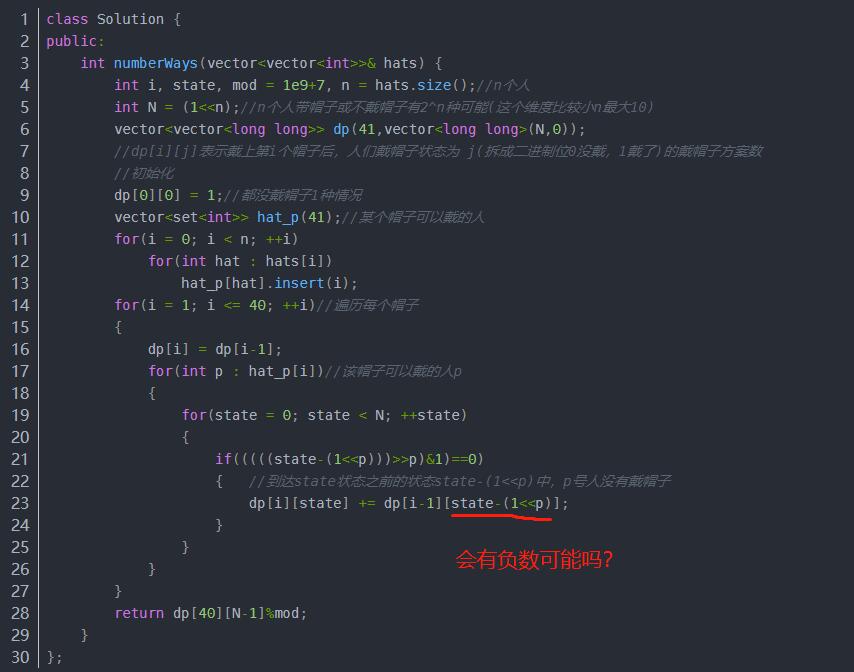 1 class Solution {
2 public:
3     int numberWays(vector<vector<int>>& hats) {
4         int i, state, mod = 1e9+7, n = hats.size();//n个人
5         int N = (1<<n);//n个人带帽子或不戴帽子有2^n种可能(这个维度比较小n最大10)
6         vector<vector<long long>> dp(41,vector<long long>(N,0));
7         //dp[i][j]表示戴上第i个帽子后，人们戴帽子状态为 j(拆成二进制位0没戴，1戴了)的戴帽子方案数
8         //初始化
9         dp[0][0] = 1;//都没戴帽子1种情况
10         vector<set<int>> hat_p(41);//某个帽子可以戴的人
11         for(i = 0; i < n; ++i)
12             for(int hat : hats[i])
13                 hat_p[hat].insert(i);
14         for(i = 1; i <= 40; ++i)//遍历每个帽子
15         {
16             dp[i] = dp[i-1];
17             for(int p : hat_p[i])//该帽子可以戴的人p
18             {
19                 for(state = 0; state < N; ++state)
20                 {
21                     if(((((state-(1<<p)))>>p)&1)==0)
22                     {   //到达state状态之前的状态state-(1<<p)中，p号人没有戴帽子
23                         dp[i][state] += dp[i-1][state-(1<<p)];
24                     }
25                 }
26             }
27         }
28         return dp[40][N-1]%mod;
29     }
30 };
会有负数可能吗?